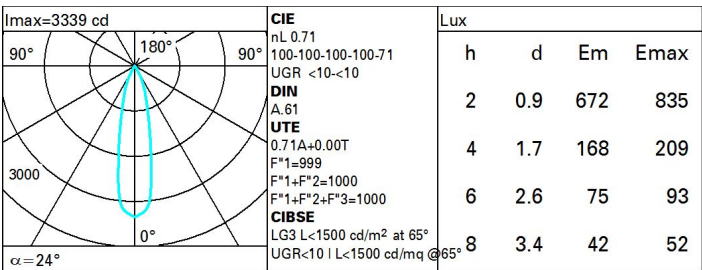 Imax=3339 cd
90°
180°
90°
3000
0°
α=24°
CIE
nL 0.71
100-100-100-100-71
UGR <10-<10
DIN
A.61
UTE
0.71A+0.00T
F"1=999
F"1+F"2=1000
F"1+F"2+F"3=1000
CIBSE
LG3 L<1500 cd/m² at 65°
UGR<10 | L<1500 cd/mq @65°
Lux
h d Em Emax
2 0.9 672 835
4 1.7 168 209
6 2.6 75 93
8 3.4 42 52